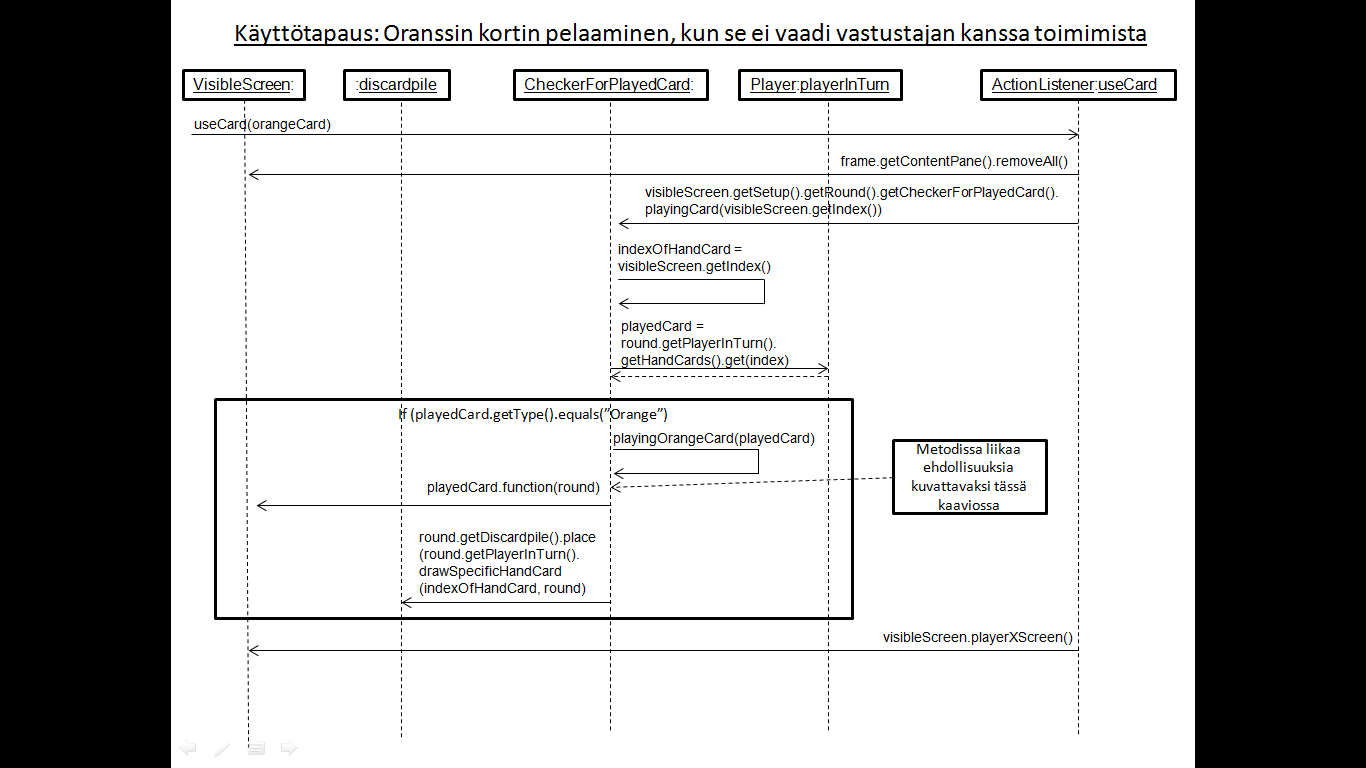 Käyttötapaus: Oranssin kortin pelaaminen, kun se ei vaadi vastustajan kanssa toimimista
VisibleScreen:
:discardpile
CheckerForPlayedCard:
Player:playerInTurn
ActionListener:useCard
useCard(orangeCard)
frame.getContentPane().removeAll()
visibleScreen.getSetup().getRound().getCheckerForPlayedCard().
playingCard(visibleScreen.getIndex())
indexOfHandCard =
visibleScreen.getIndex()
playedCard =
round.getPlayerInTurn().
getHandCards().get(index)
If (playedCard.getType().equals(”Orange”)
playingOrangeCard(playedCard)
Metodissa liikaa
ehdollisuuksia
kuvattavaksi tässä
kaaviossa
playedCard.function(round)
round.getDiscardpile().place
(round.getPlayerInTurn().
drawSpecificHandCard
(indexOfHandCard, round)
visibleScreen.playerXScreen()